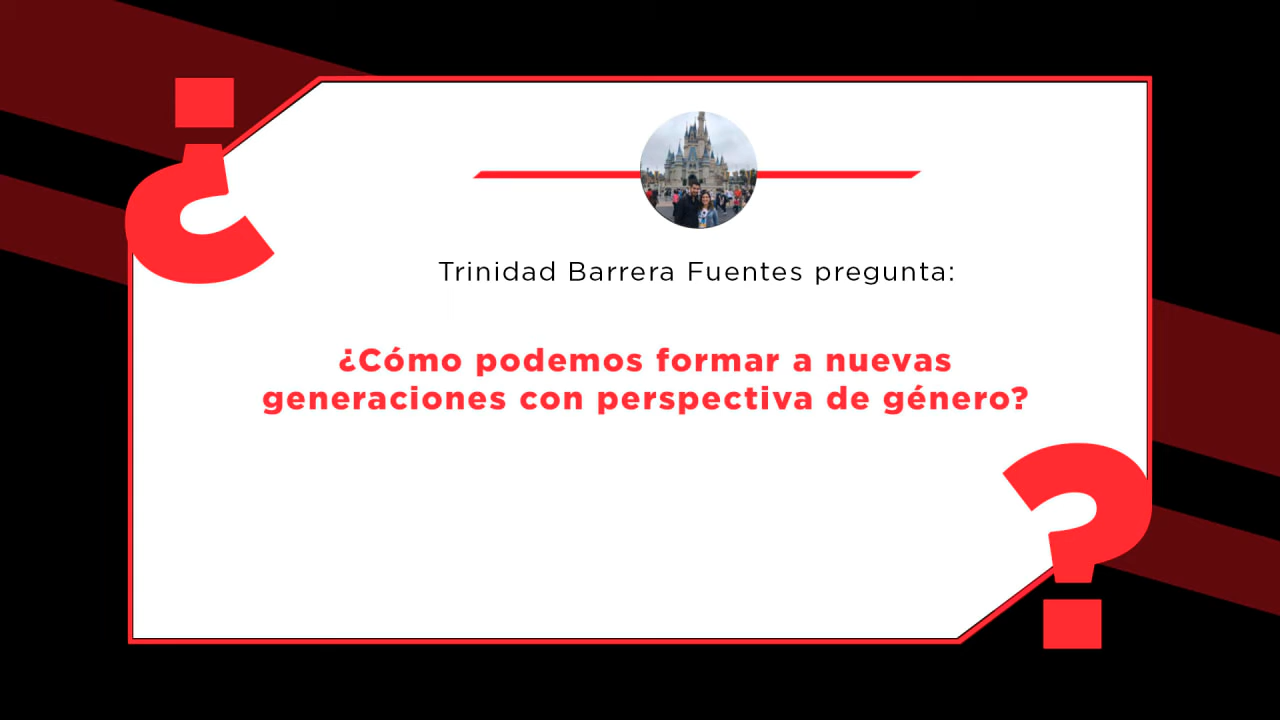 Trinidad Barrera Fuentes pregunta:
¿Cómo podemos formar a nuevas
generaciones con perspectiva de género?